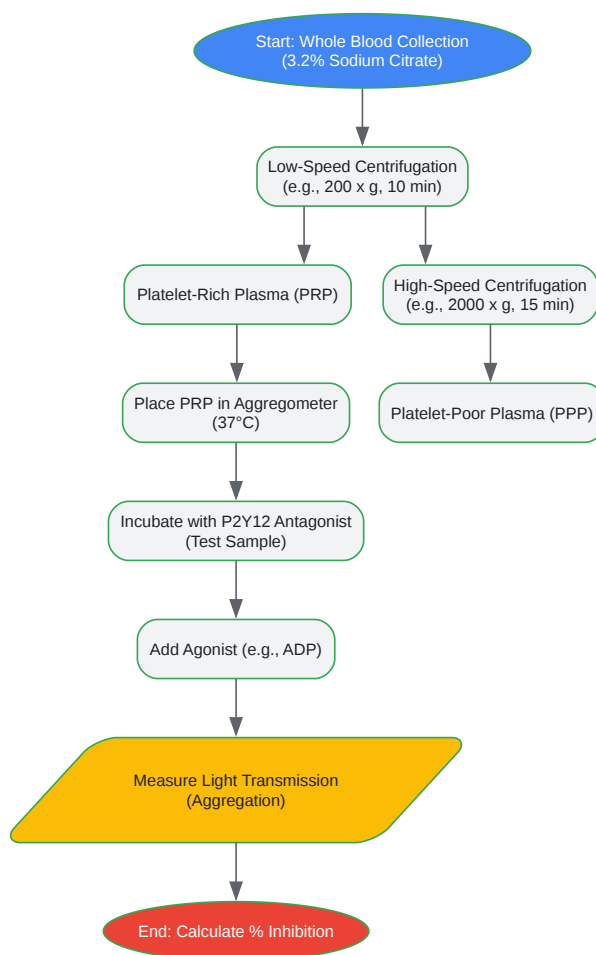 Start: Whole Blood Collection
(3.2% Sodium Citrate)
Low-Speed Centrifugation
(e.g., 200 x g, 10 min)
Platelet-Rich Plasma (PRP)
High-Speed Centrifugation
(e.g., 2000 x g, 15 min)
Place PRP in Aggregometer
(37°C)
Platelet-Poor Plasma (PPP)
Incubate with P2Y12 Antagonist
(Test Sample)
Add Agonist (e.g., ADP)
Measure Light Transmission
(Aggregation)
End: Calculate % Inhibition